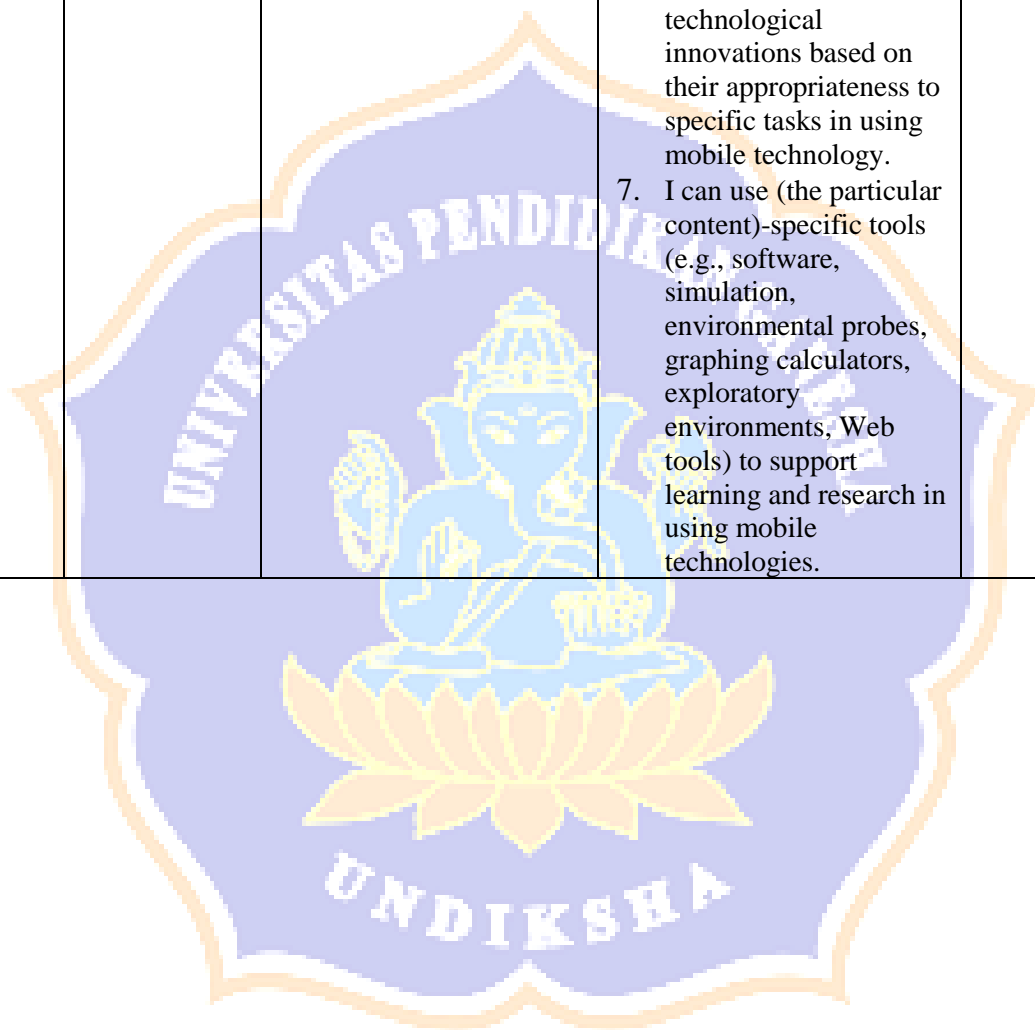 technological
innovations based on
their appropriateness to
specific tasks in using
mobile technology.
7. I can use (the particular
content)-specific tools
(e.g., software,
simulation,
environmental probes,
graphing calculators,
exploratory
environments, Web
tools) to support
learning and research in
using mobile
technologies.
UNIVERSITAS PENDIDIKAN GANESHA
UNDIKSHA